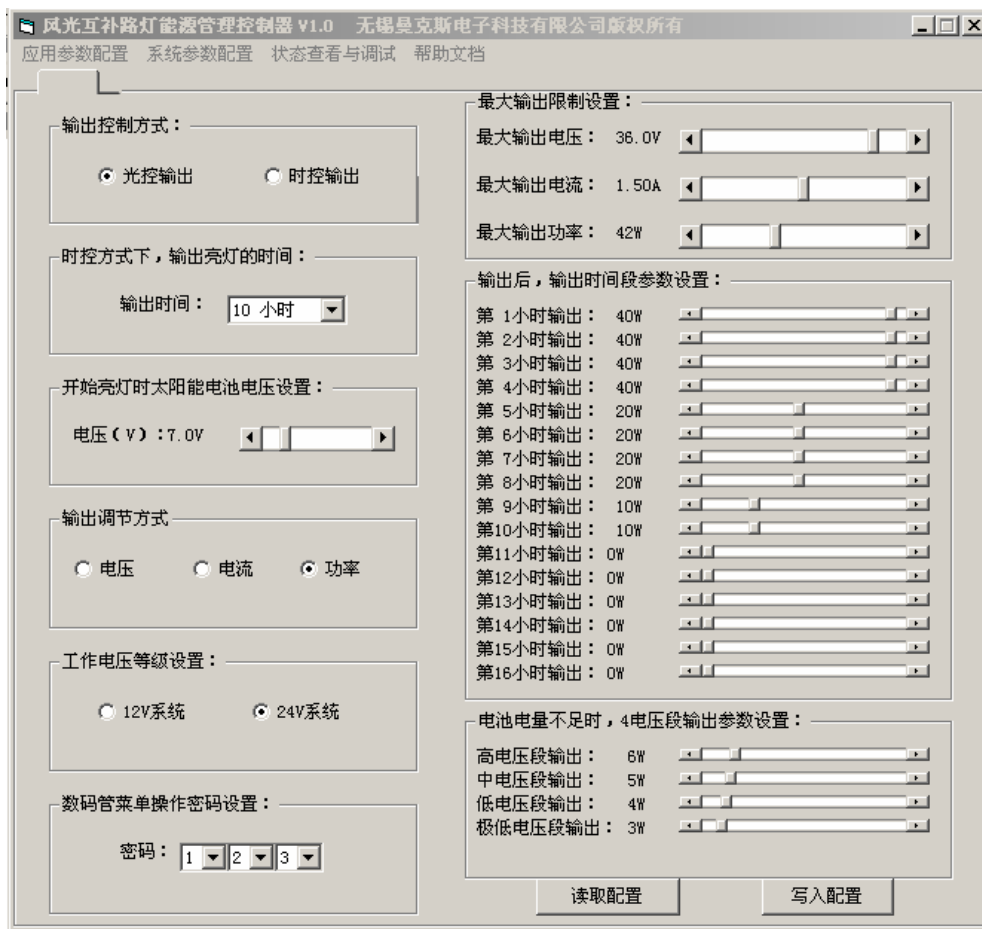 风光互补路灯能源管理控制器 V1.0 无锡曼克斯电子科技有限公司版权所有
应用参数配置 系统参数配置 状态查看与调试 帮助文档
输出控制方式：
光控输出 时控输出
时控方式下，输出亮灯的时间：
输出时间： 10 小时
开始亮灯时太阳能电池电压设置：
电压(V)：7.0V
输出调节方式
电压 电流 功率
工作电压等级设置：
12V系统 24V系统
数码管菜单操作密码设置：
密码： 1 2 3
最大输出限制设置：
最大输出电压： 36.0V
最大输出电流： 1.50A
最大输出功率： 42W
输出后，输出时间段参数设置：
第 1小时输出： 40W
第 2小时输出： 40W
第 3小时输出： 40W
第 4小时输出： 40W
第 5小时输出： 20W
第 6小时输出： 20W
第 7小时输出： 20W
第 8小时输出： 20W
第 9小时输出： 10W
第10小时输出： 10W
第11小时输出： 0W
第12小时输出： 0W
第13小时输出： 0W
第14小时输出： 0W
第15小时输出： 0W
第16小时输出： 0W
电池电量不足时，4电压段输出参数设置：
高电压段输出： 6W
中电压段输出： 5W
低电压段输出： 4W
极低电压段输出： 3W
读取配置 写入配置